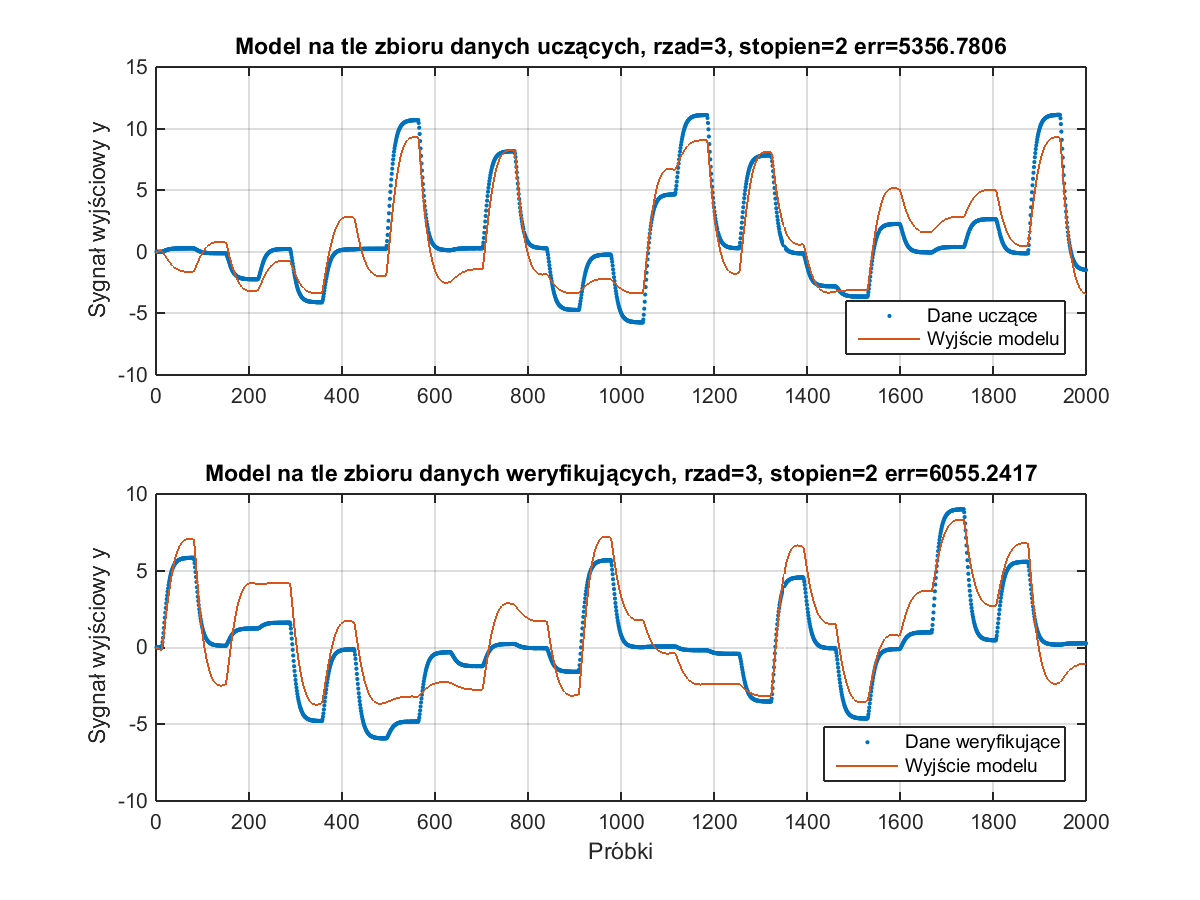 Model na tle zbioru danych uczących, rzad=3, stopien=2 err=5356.7806
Sygnał wyjściowy y
15
10
5
0
-5
-10
0 200 400 600 800 1000 1200 1400 1600 1800 2000
Dane uczące
Wyjście modelu
Model na tle zbioru danych weryfikujących, rzad=3, stopien=2 err=6055.2417
Sygnał wyjściowy y
10
5
0
-5
-10
0 200 400 600 800 1000 1200 1400 1600 1800 2000
Dane weryfikujące
Wyjście modelu
Próbki